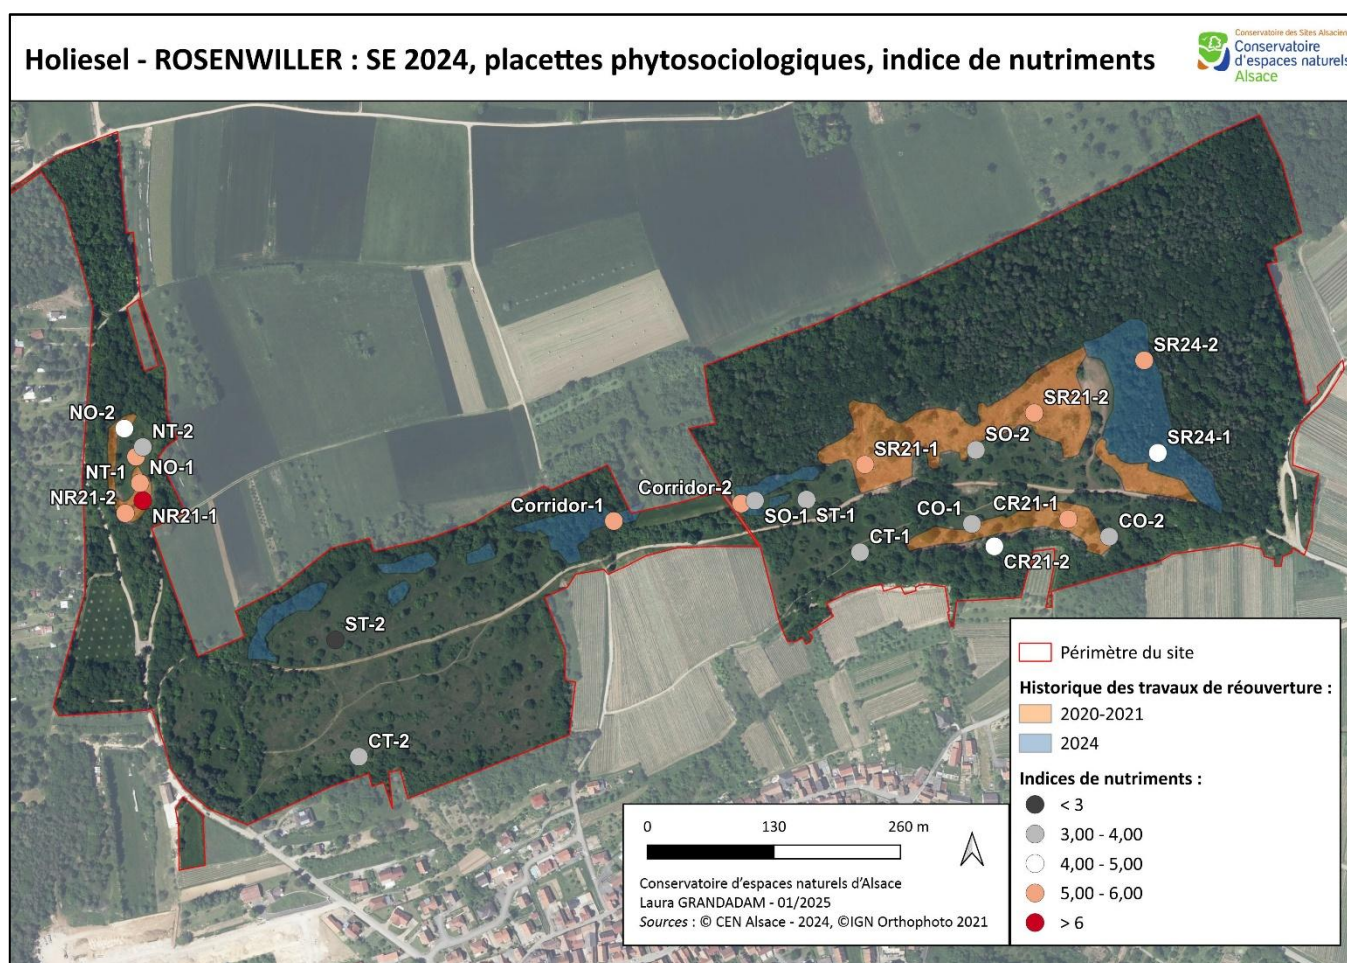 Holiesel - ROSENWILLER : SE 2024, placettes phytosociologiques, indice de nutriments
Conservatoire des Sites Alsaciens
Conservatoire
d'espaces naturels
Alsace
SR24-2
NO-2
NT-2
SR21-2
SR21-1
SO-2
SR24-1
NT-1
NO-1
NR21-2
NR21-1
Corridor-1
Corridor-2
SO-1
ST-1
CO-1
CR21-1
CO-2
CT-1
CR21-2
ST-2
CT-2
Périmètre du site
Historique des travaux de réouverture :
2020-2021
2024
Indices de nutriments :
< 3
3,00 - 4,00
4,00 - 5,00
5,00 - 6,00
> 6
0 130 260 m
Conservatoire d'espaces naturels d'Alsace
Laura GRANDADAM - 01/2025
Sources : © CEN Alsace - 2024, ©IGN Orthophoto 2021